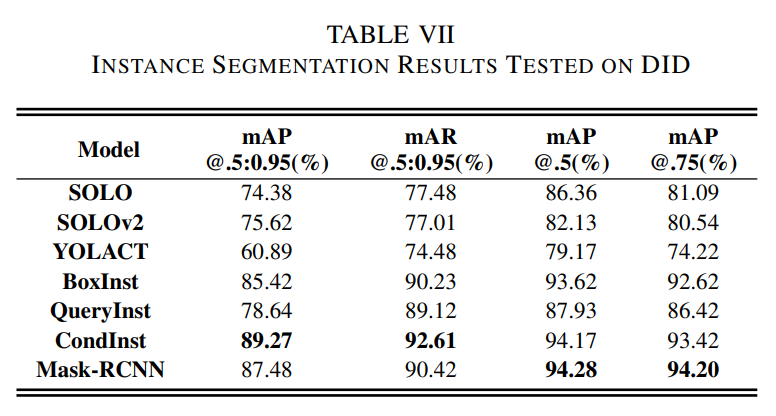 TABLE VII
INSTANCE SEGMENTATION RESULTS TESTED ON DID
Model mAP @.5:0.95(%) mAR @.5:0.95(%) mAP @.5(%) mAP @.75(%)
SOLO 74.38 77.48 86.36 81.09
SOLOv2 75.62 77.01 82.13 80.54
YOLACT 60.89 74.48 79.17 74.22
BoxInst 85.42 90.23 93.62 92.62
QueryInst 78.64 89.12 87.93 86.42
CondInst 89.27 92.61 94.17 93.42
Mask-RCNN 87.48 90.42 94.28 94.20